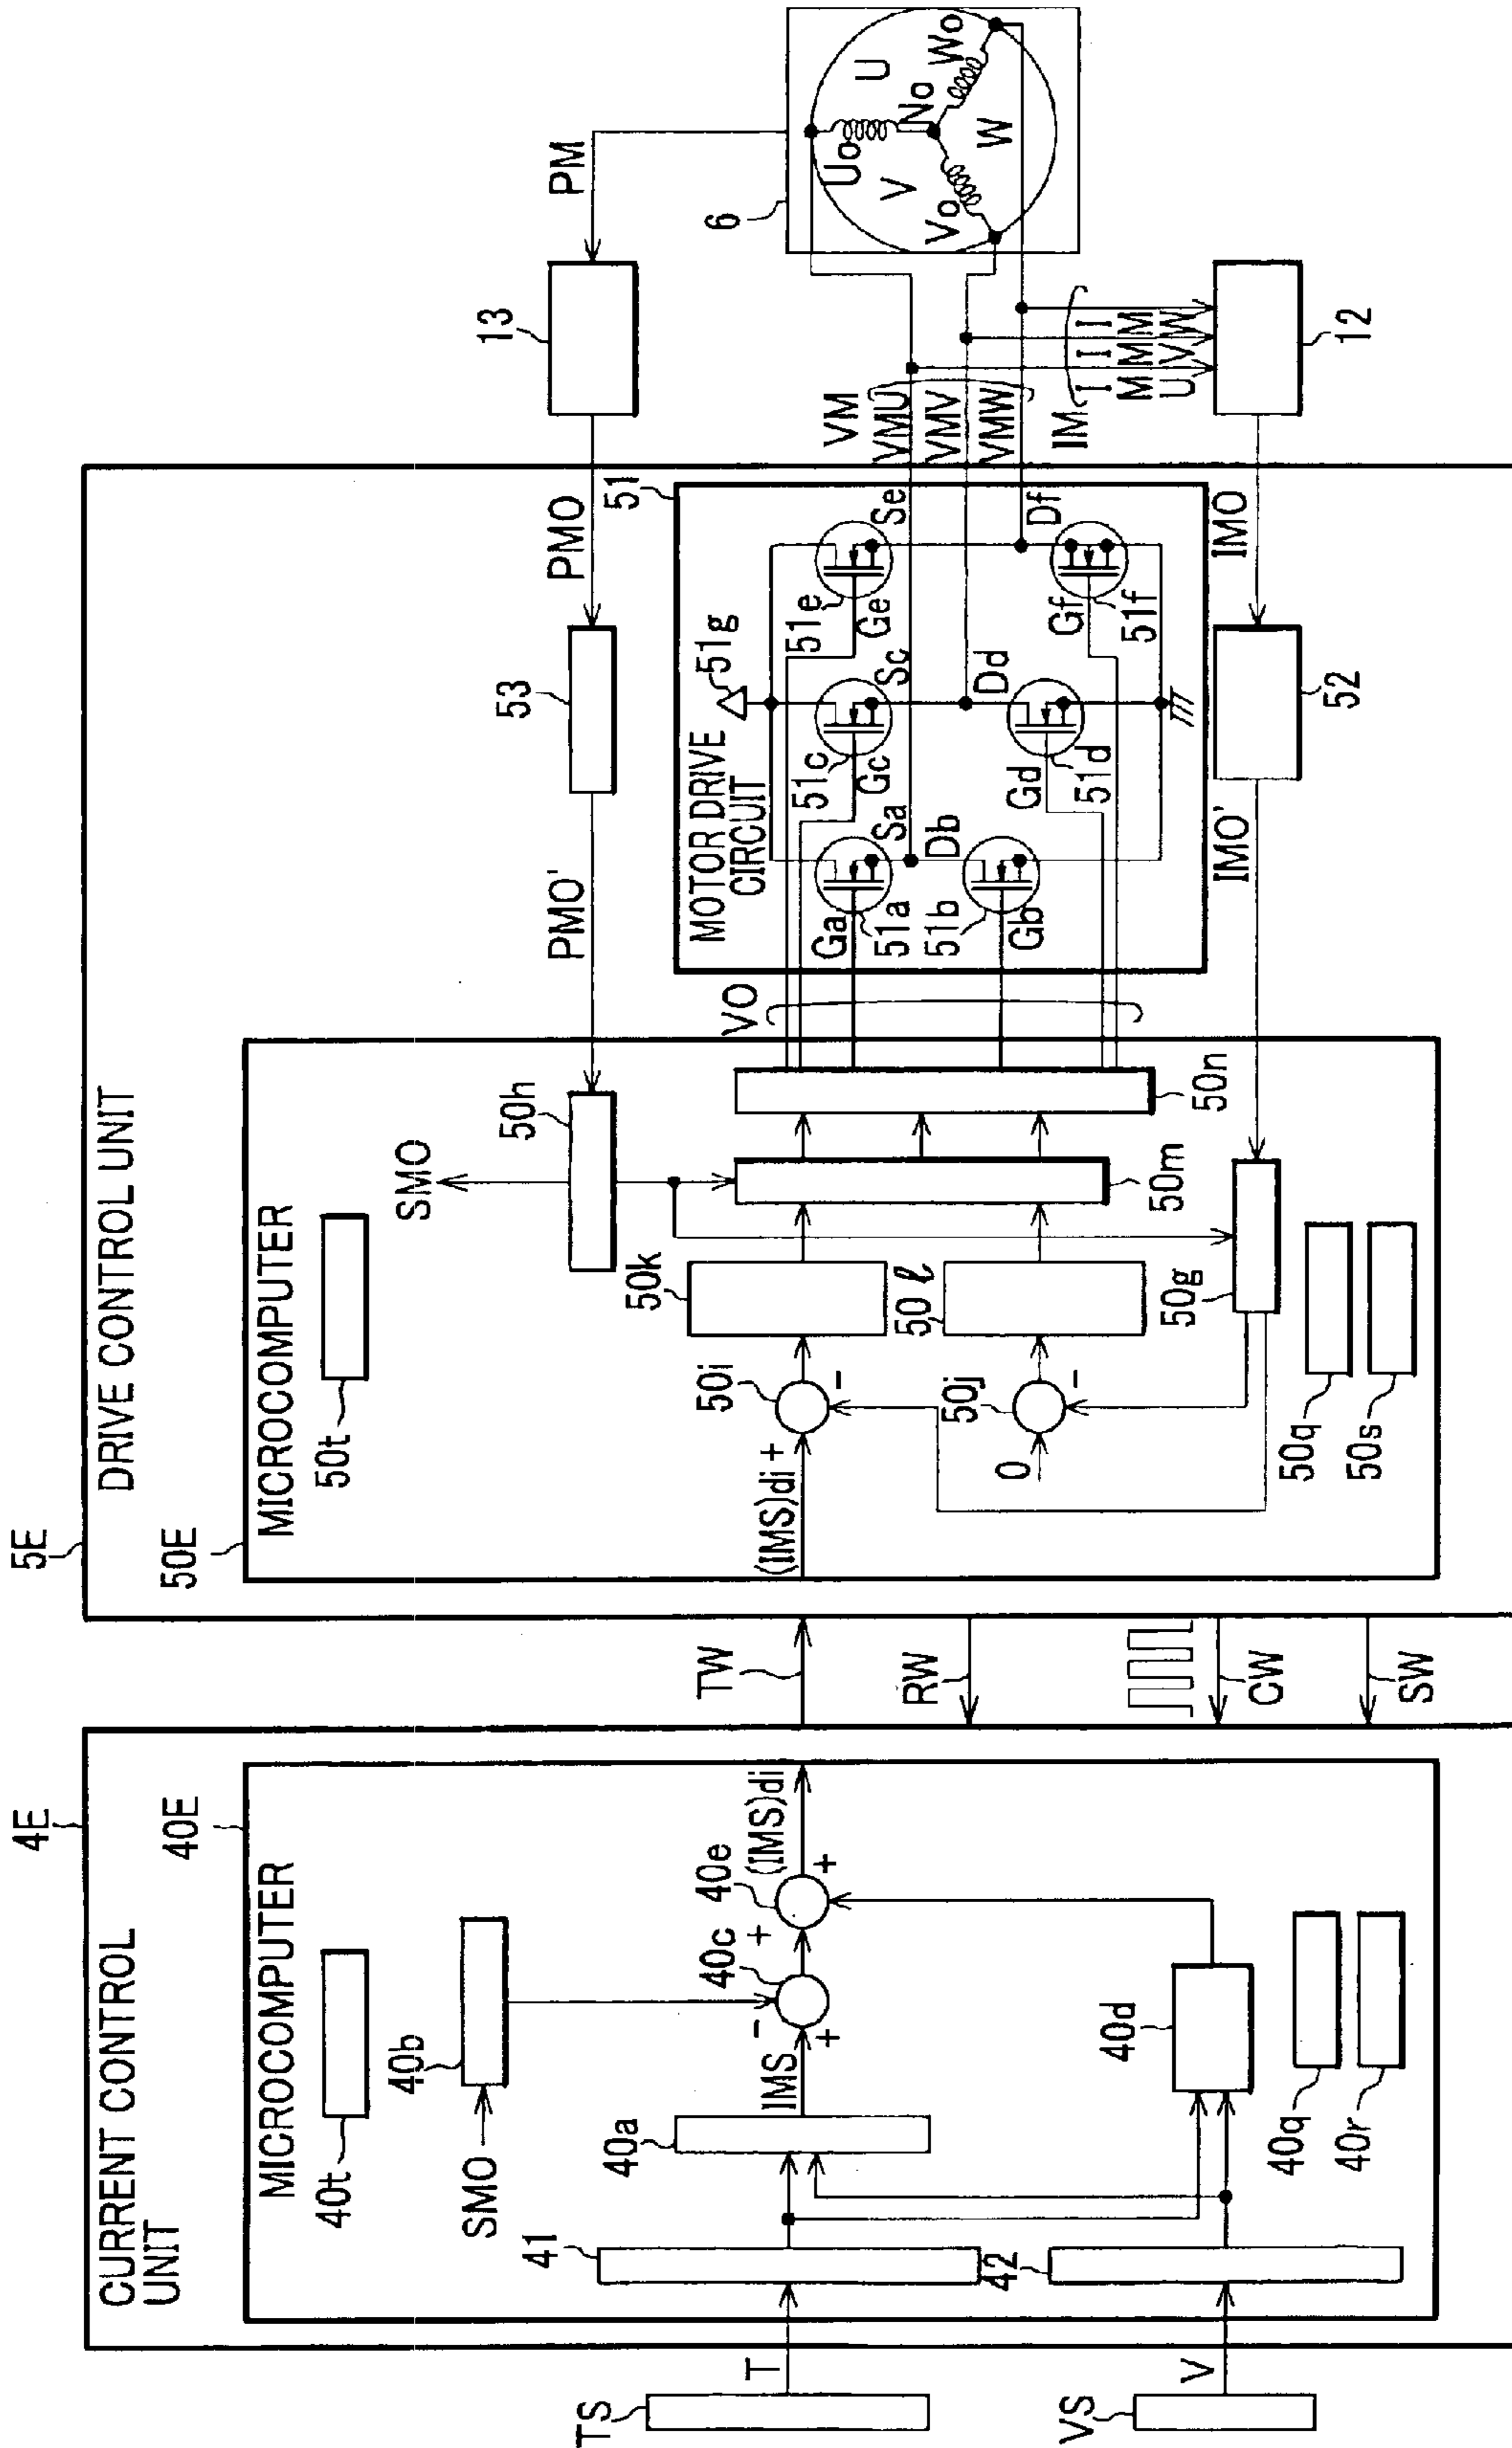 4E
CURRENT CONTROL
UNIT
40E
MICROCOMPUTER
40t
40b
SMO
40c
40e
(IMS)di
-
+
+
+
IMS
40a
41
42
40d
40q
40r
TS
T
VS
V
TW
RW
CW
SW
5E
DRIVE CONTROL UNIT
50E
MICROCOMPUTER
50t
SMO
50h
(IMS)di
+
50i
-
50k
0
50j
-
50ℓ
50m
50n
50g
50q
50s
PMO'
53
PMO
13
PM
VO
51
MOTOR DRIVE
CIRCUIT
51g
Ga
51a
Sa
Gc
51c
Sc
Ge
51e
Se
51b
Gb
Db
Gd
51d
Dd
Gf
51f
Df
IMO'
52
IMO
12
VM
VMU
VMV
VMW
IM
IMU
IMV
IMW
6
U
Uo
No
Wo
V
Vo
W